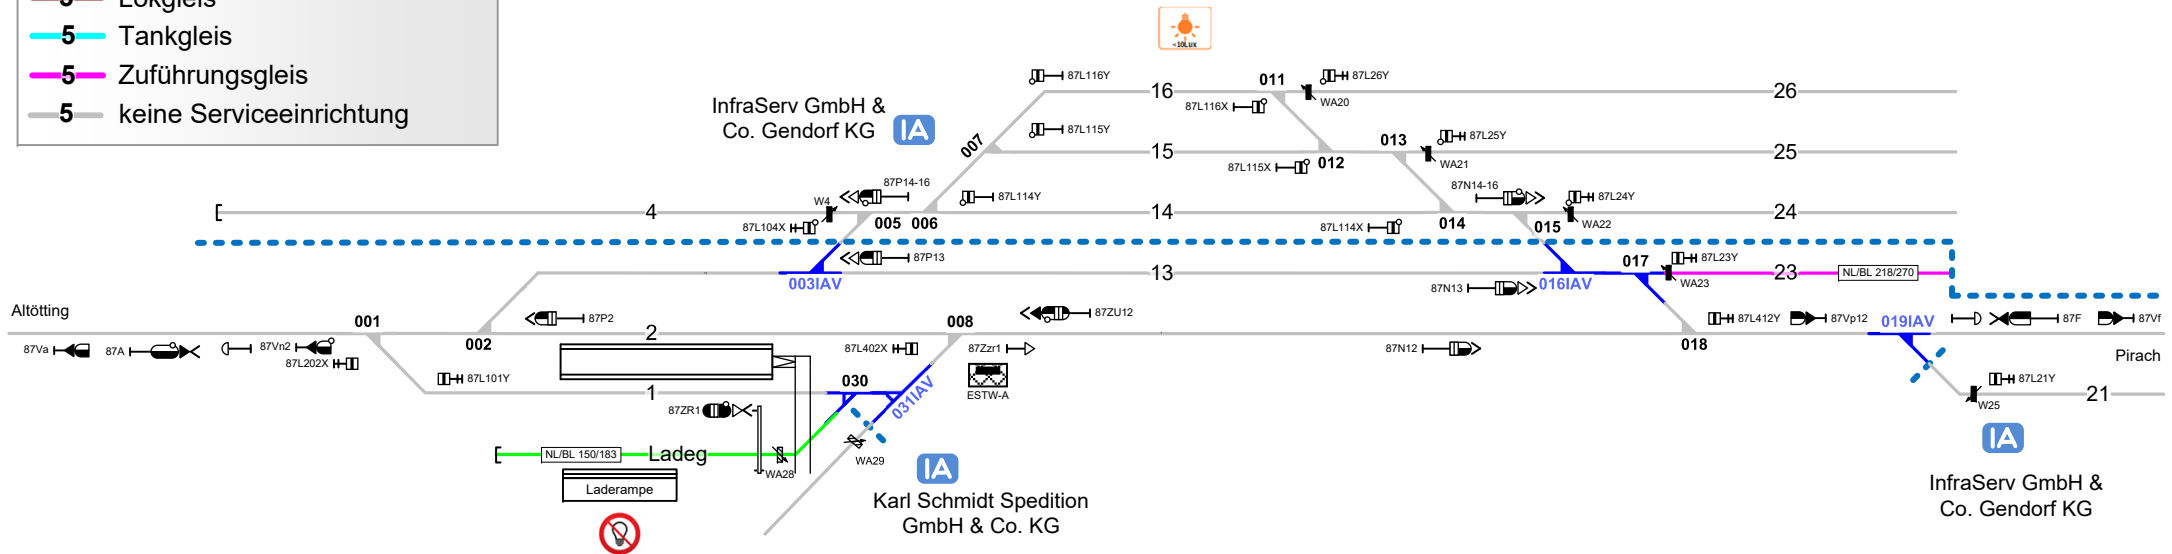 5 Lokgleis
5 Tankgleis
5 Zuführungsgleis
5 keine Serviceeinrichtung
<10Lux
InfraServ GmbH &
Co. Gendorf KG
IA
87L116Y
16
011
87L26Y
26
87L116X
WA20
87L115Y
007
15
013
87L25Y
25
87L115X
012
WA21
87P14-16
87L114Y
87N14-16
87L24Y
4
W4
005
006
14
24
87L104X
87L114X
014
015
WA22
87P13
017
87L23Y
003IAV
13
87N13
016IAV
WA23
23
NL/BL 218/270
Altötting
001
87P2
87ZU12
008
87L412Y
87Vp12
019IAV
87F
87Vf
002
2
87Va
87A
87Vn2
87L202X
87L402X
87Zzr1
87N12
018
Pirach
87L101Y
1
030
031IAV
ESTW-A
87L21Y
21
W25
87ZR1
NL/BL 150/183
Ladeg
WA28
WA29
IA
IA
Laderampe
Karl Schmidt Spedition
GmbH & Co. KG
InfraServ GmbH &
Co. Gendorf KG